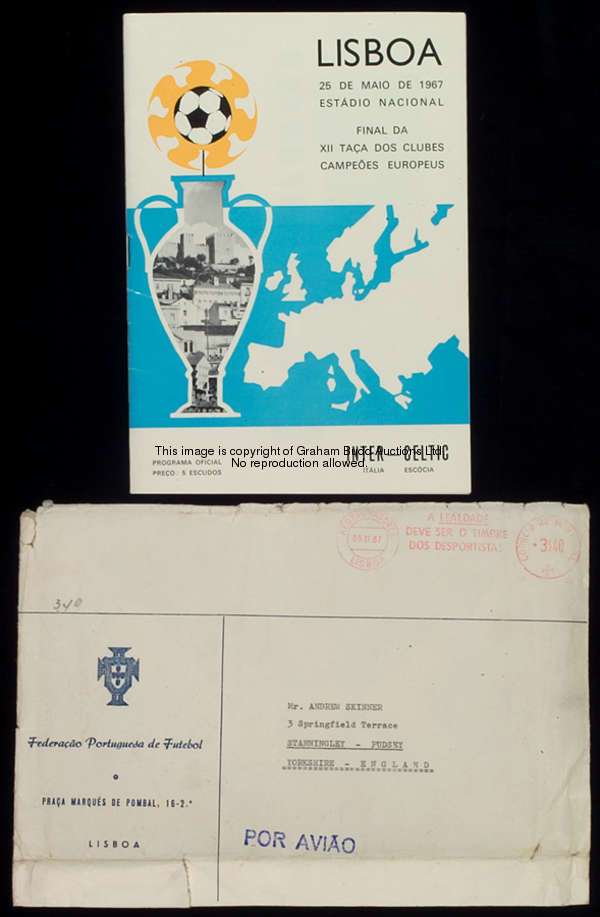 LISBOA
25 DE MAIO DE 1967
ESTÁDIO NACIONAL
FINAL DA
XII TAÇA DOS CLUBES
CAMPEÕES EUROPEUS
This image is copyright of Graham Budd Auctions Ltd
No reproduction allowed
INTER - CELTIC
ITÁLIA ESCÓCIA
PROGRAMA OFICIAL
PREÇO: 5 ESCUDOS
A LEALDADE
DEVE SER O TIMBRE
DOS DESPORTISTA!
LISBOA
340
Federação Portuguesa de Futebol
PRAÇA MARQUÊS DE POMBAL, 16-2.º
LISBOA
Mr. ANDREW SKINNER
3 Springfield Terrace
STANNINGLEY - PUDSEY
YORKSHIRE - ENGLAND
POR AVIÃO